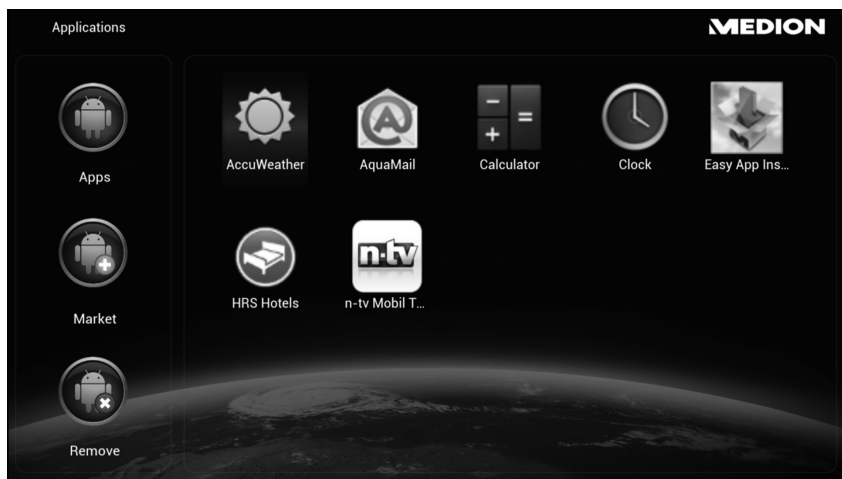 Applications
MEDION
Apps
AccuWeather
AquaMail
Calculator
Clock
Easy App Ins...
Market
HRS Hotels
n-tv
n-tv Mobil T...
Remove